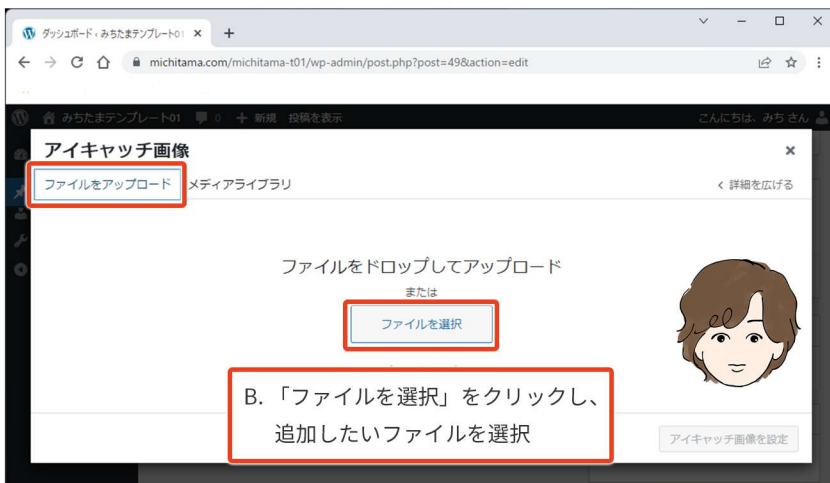 ダッシュボード ‹ みちたまテンプレート01
michitama.com/michitama-t01/wp-admin/post.php?post=49&action=edit
みちたまテンプレート01 0 新規 投稿を表示 こんにちは、みち さん
アイキャッチ画像
ファイルをアップロード メディアライブラリ 詳細を広げる
ファイルをドロップしてアップロード
または
ファイルを選択
B. 「ファイルを選択」をクリックし、
追加したいファイルを選択
アイキャッチ画像を設定